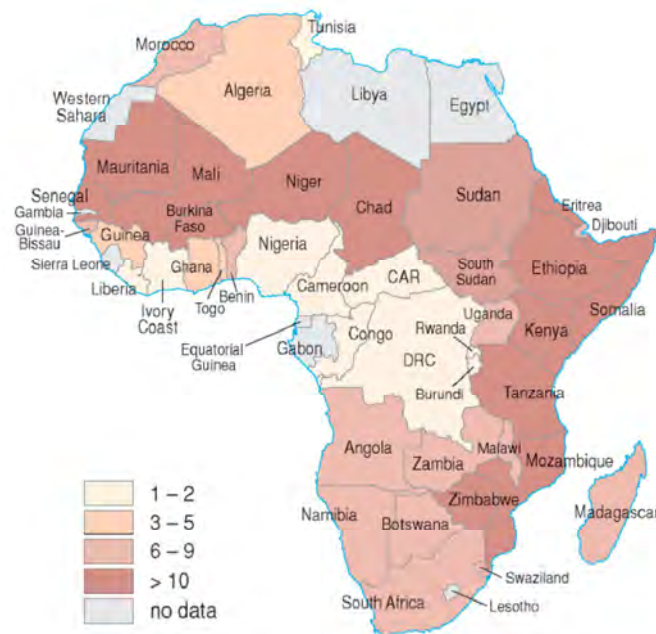 Tunisia
Morocco
Algeria
Libya
Egypt
Western
Sahara
Mauritania
Mali
Niger
Chad
Sudan
Eritrea
Djibouti
Senegal
Gambia
Guinea-
Bissau
Guinea
Burkina
Faso
Sierra Leone
Liberia
Ivory
Coast
Ghana
Togo
Benin
Nigeria
Cameroon
CAR
South
Sudan
Ethiopia
Somalia
Uganda
Kenya
Equatorial
Guinea
Gabon
Congo
DRC
Rwanda
Burundi
Tanzania
Angola
Zambia
Malawi
Mozambique
Zimbabwe
Madagascar
Namibia
Botswana
Swaziland
South Africa
Lesotho
1 – 2
3 – 5
6 – 9
> 10
no data